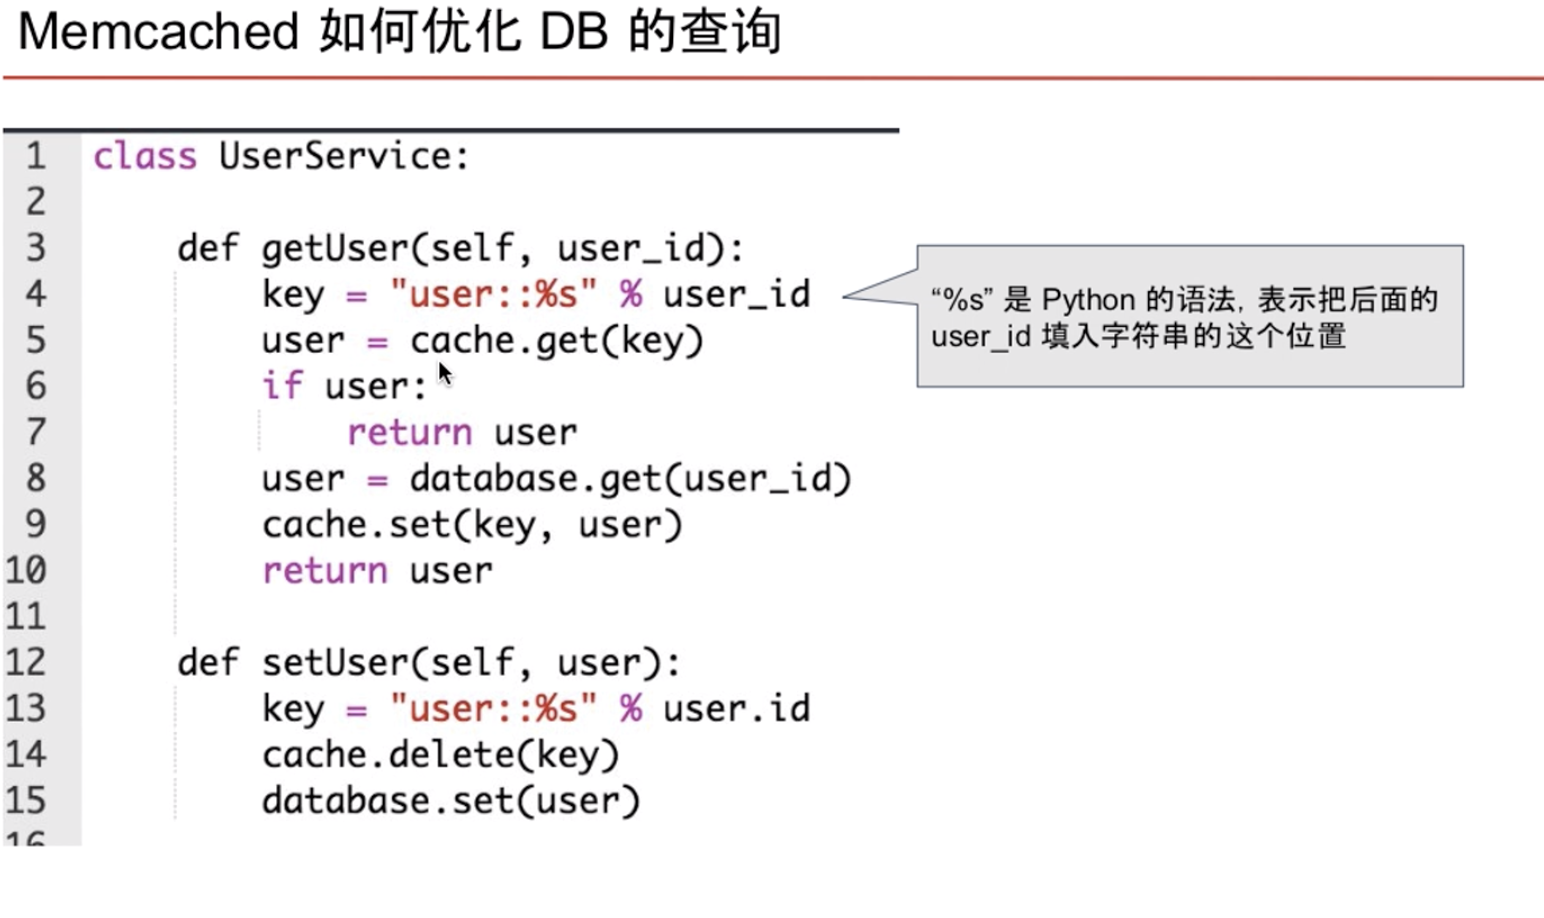 Memcached 如何优化 DB 的查询
1 class UserService:
2
3     def getUser(self, user_id):
4         key = "user::%s" % user_id
5         user = cache.get(key)
6         if user:
7             return user
8         user = database.get(user_id)
9         cache.set(key, user)
10         return user
11
12     def setUser(self, user):
13         key = "user::%s" % user.id
14         cache.delete(key)
15         database.set(user)
16
“%s” 是 Python 的语法, 表示把后面的
user_id 填入字符串的这个位置